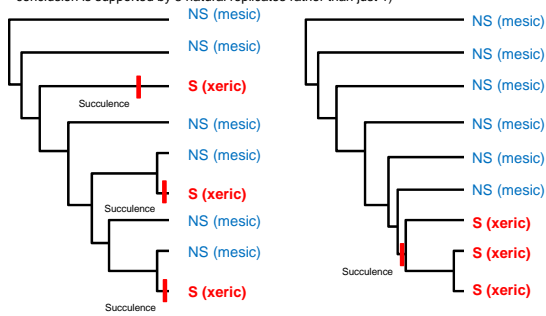 conclusion is supported by 3 natural replicates rather than just 1)
NS (mesic)
NS (mesic)
S (xeric)
Succulence
NS (mesic)
NS (mesic)
S (xeric)
Succulence
NS (mesic)
NS (mesic)
S (xeric)
Succulence
NS (mesic)
NS (mesic)
NS (mesic)
NS (mesic)
NS (mesic)
NS (mesic)
S (xeric)
S (xeric)
Succulence
S (xeric)